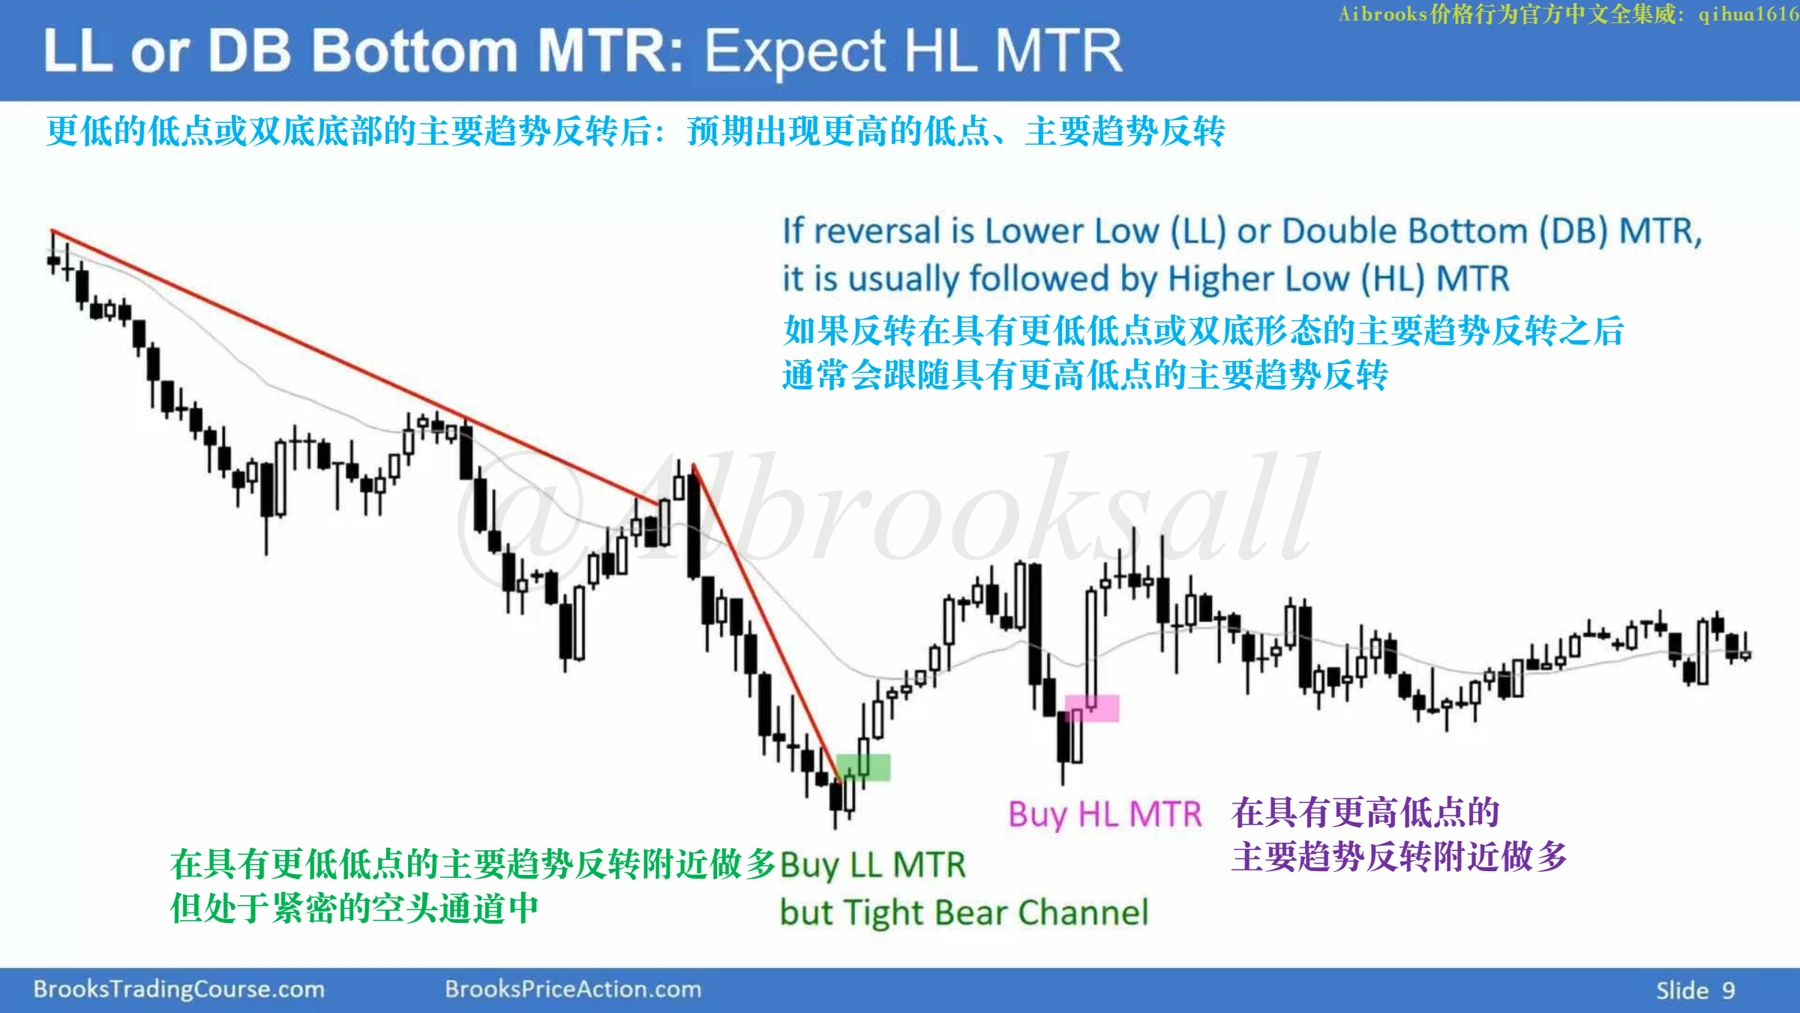 Aibrooks价格行为官方中文全集威：qihua1616
LL or DB Bottom MTR: Expect HL MTR
更低的低点或双底底部的主要趋势反转后：预期出现更高的低点、主要趋势反转
If reversal is Lower Low (LL) or Double Bottom (DB) MTR,
it is usually followed by Higher Low (HL) MTR
如果反转在具有更低低点或双底形态的主要趋势反转之后
通常会跟随具有更高低点的主要趋势反转
@Albrooksall
Buy HL MTR
在具有更高低点的
主要趋势反转附近做多
在具有更低低点的主要趋势反转附近做多
但处于紧密的空头通道中
Buy LL MTR
but Tight Bear Channel
BrooksTradingCourse.com
BrooksPriceAction.com
Slide 9